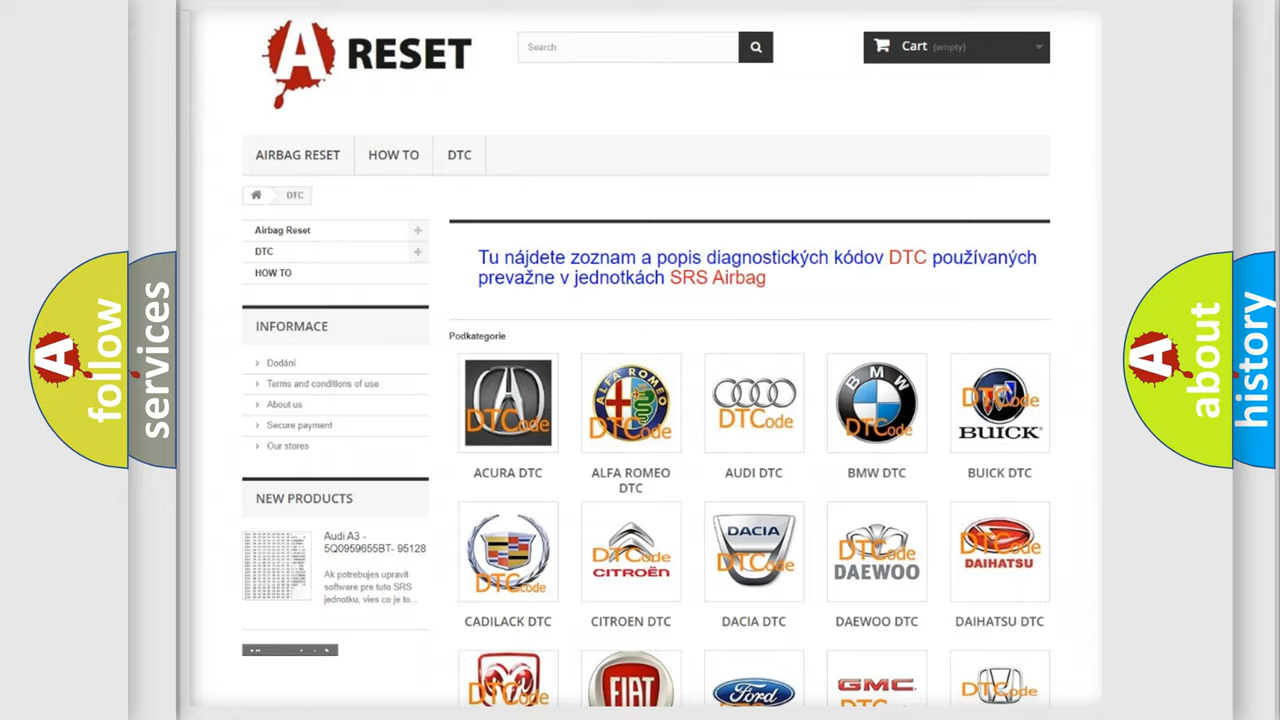 A RESET
Search
Cart (empty)
AIRBAG RESET
HOW TO
DTC
DTC
Airbag Reset
DTC
HOW TO
Tu nájdete zoznam a popis diagnostických kódov DTC používaných
prevažne v jednotkách SRS Airbag
INFORMACE
Dodání
Terms and conditions of use
About us
Secure payment
Our stores
NEW PRODUCTS
Audi A3 -
5Q0959655BT- 95128
Ak potrebujes upravit
software pre tuto SRS
jednotku, vies co je to...
Podkategorie
DTCode
ALFA ROMEO
DTCode
DTCode
BMW
DTCode
DTCode
BUICK
ACURA DTC
ALFA ROMEO
DTC
AUDI DTC
BMW DTC
BUICK DTC
DTCode
DTCode
CITROËN
DACIA
DTCode
DTCode
DAEWOO
DTCode
DAIHATSU
CADILACK DTC
CITROEN DTC
DACIA DTC
DAEWOO DTC
DAIHATSU DTC
DTCode
FIAT
Ford
GMC
DTCode
A follow
services
A about
history